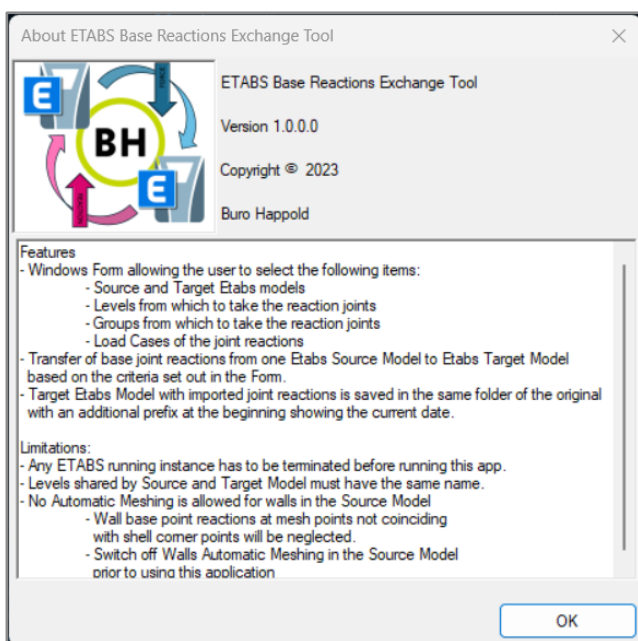 About ETABS Base Reactions Exchange Tool
ETABS Base Reactions Exchange Tool
E
FORCE
BH
Version 1.0.0.0
Copyright © 2023
E
Buro Happold
Features
- Windows Form allowing the user to select the following items:
- Source and Target Etabs models
- Levels from which to take the reaction joints
- Groups from which to take the reaction joints
- Load Cases of the joint reactions
- Transfer of base joint reactions from one Etabs Source Model to Etabs Target Model
based on the criteria set out in the Form.
- Target Etabs Model with imported joint reactions is saved in the same folder of the original
with an additional prefix at the beginning showing the current date.
Limitations:
- Any ETABS running instance has to be terminated before running this app.
- Levels shared by Source and Target Model must have the same name.
- No Automatic Meshing is allowed for walls in the Source Model
- Wall base point reactions at mesh points not coinciding
with shell corner points will be neglected.
- Switch off Walls Automatic Meshing in the Source Model
prior to using this application
OK